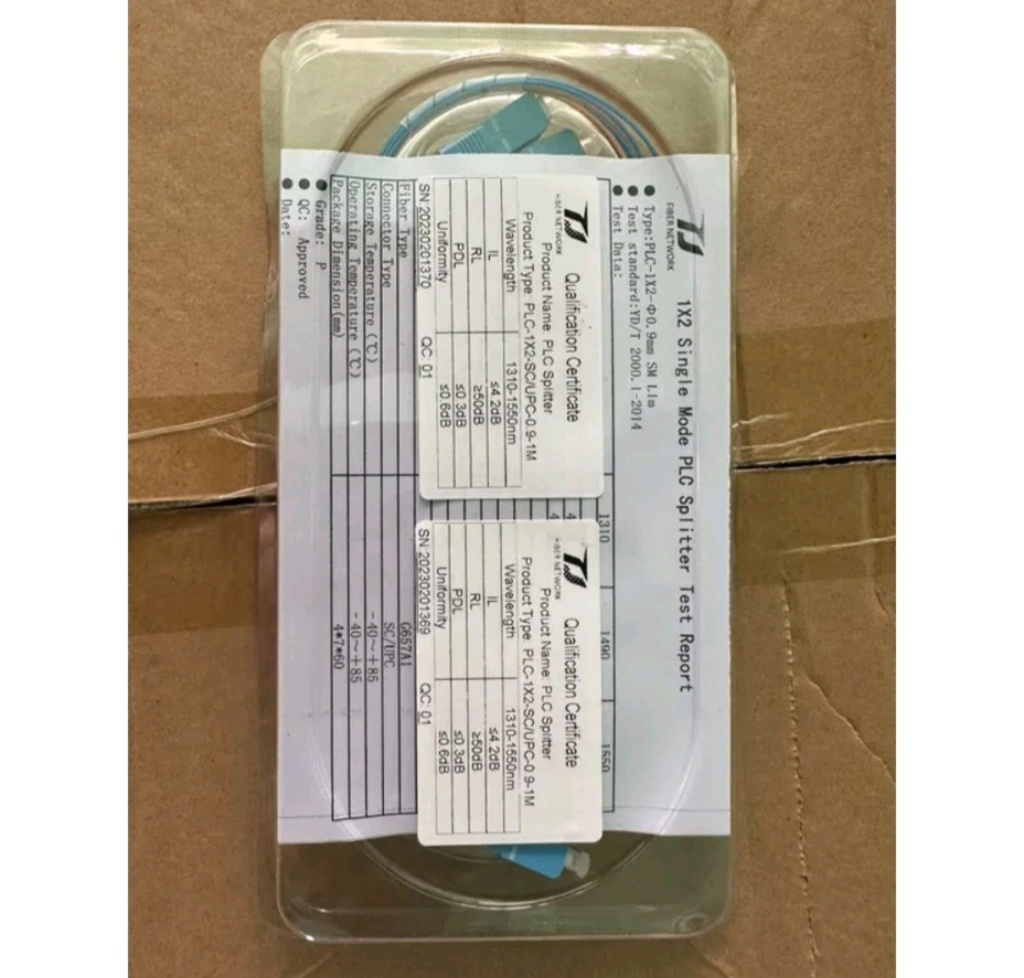 TJ
FIBER NETWORK
1X2 Single Mode PLC Splitter Test Report
● Type:PLC-1X2-Φ0.9mm SM L1m
● Test standard:YD/T 2000.1-2014
● Test Data:
1310 1490 1550
4
4
TJ
FIBER NETWORK
Qualification Certificate
Product Name: PLC Splitter
Product Type: PLC-1X2-SC/UPC-0.9-1M
Wavelength 1310-1550nm
IL ≤4.2dB
RL ≥50dB
PDL ≤0.3dB
Uniformity ≤0.6dB
SN 20230201370 QC: 01
TJ
FIBER NETWORK
Qualification Certificate
Product Name: PLC Splitter
Product Type: PLC-1X2-SC/UPC-0.9-1M
Wavelength 1310-1550nm
IL ≤4.2dB
RL ≥50dB
PDL ≤0.3dB
Uniformity ≤0.6dB
SN 20230201369 QC: 01
Fiber Type G657A1
Connector Type SC/UPC
Storage Temperature (℃) -40~+85
Operating Temperature (℃) -40~+85
Package Dimension(mm) 4*7*60
● Grade: P
● QC: Approved
● Date: